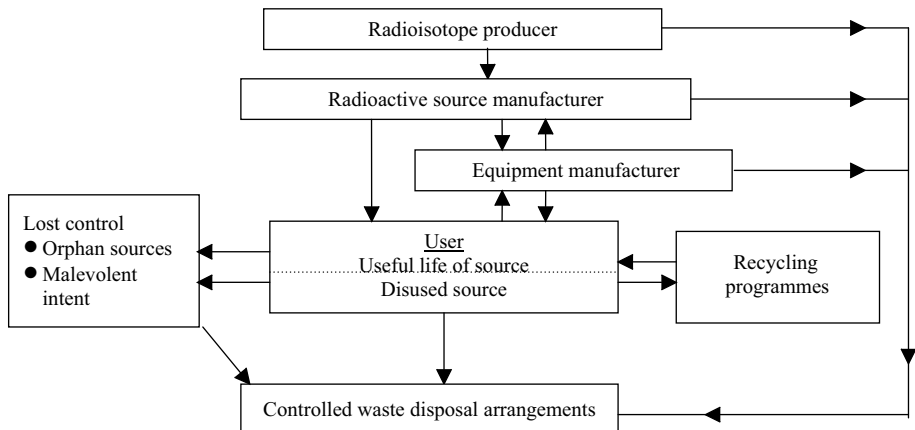 Radioisotope producer
Radioactive source manufacturer
Equipment manufacturer
Lost control
● Orphan sources
● Malevolent
intent
User
Useful life of source
Disused source
Recycling
programmes
Controlled waste disposal arrangements